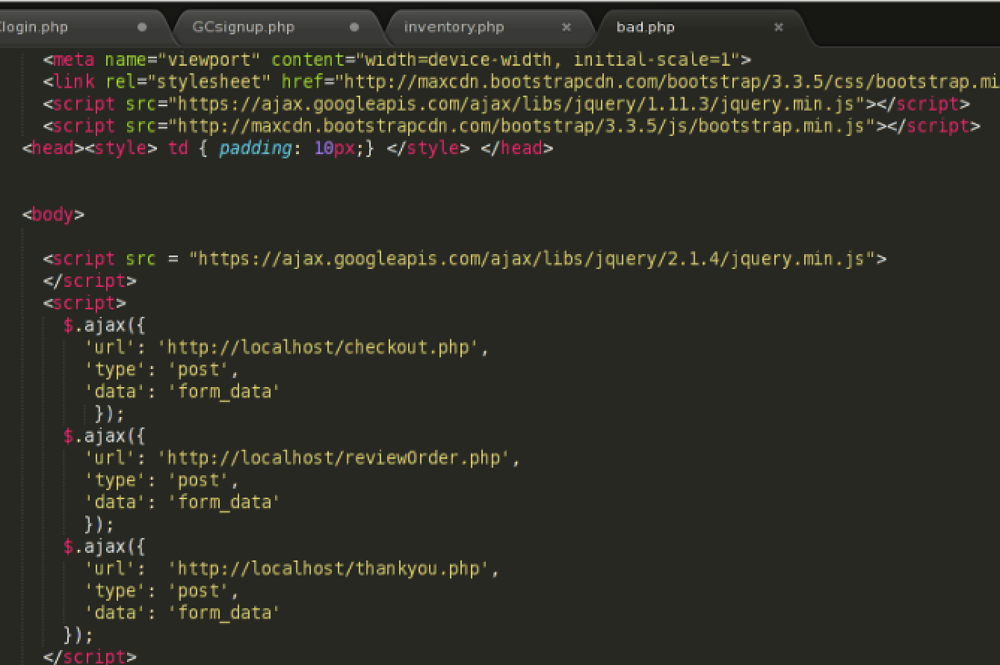 login.php GCsignup.php inventory.php bad.php
<meta name="viewport" content="width=device-width, initial-scale=1">
<link rel="stylesheet" href="http://maxcdn.bootstrapcdn.com/bootstrap/3.3.5/css/bootstrap.mi
<script src="https://ajax.googleapis.com/ajax/libs/jquery/1.11.3/jquery.min.js"></script>
<script src="http://maxcdn.bootstrapcdn.com/bootstrap/3.3.5/js/bootstrap.min.js"></script>
<head><style> td { padding: 10px;} </style> </head>
<body>
<script src = "https://ajax.googleapis.com/ajax/libs/jquery/2.1.4/jquery.min.js">
</script>
<script>
$.ajax({
'url': 'http://localhost/checkout.php',
'type': 'post',
'data': 'form_data'
});
$.ajax({
'url': 'http://localhost/reviewOrder.php',
'type': 'post',
'data': 'form_data'
});
$.ajax({
'url':  'http://localhost/thankyou.php',
'type': 'post',
'data': 'form_data'
});
</script>